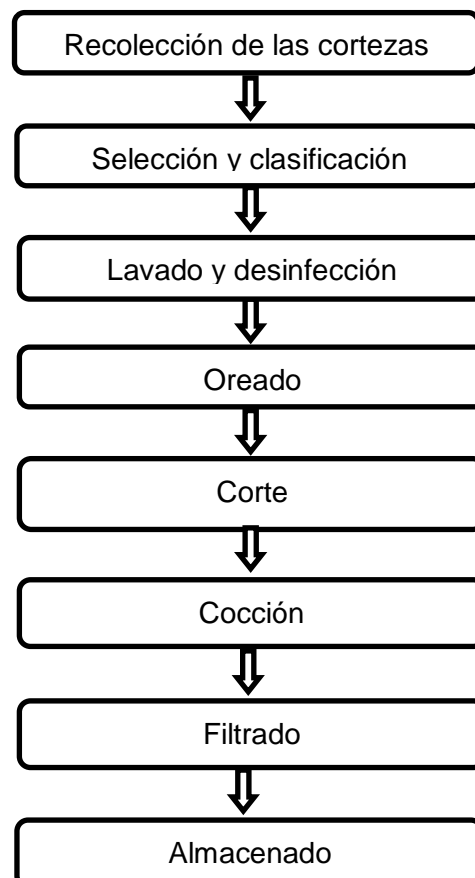 Recolección de las cortezas
Selección y clasificación
Lavado y desinfección
Oreado
Corte
Cocción
Filtrado
Almacenado